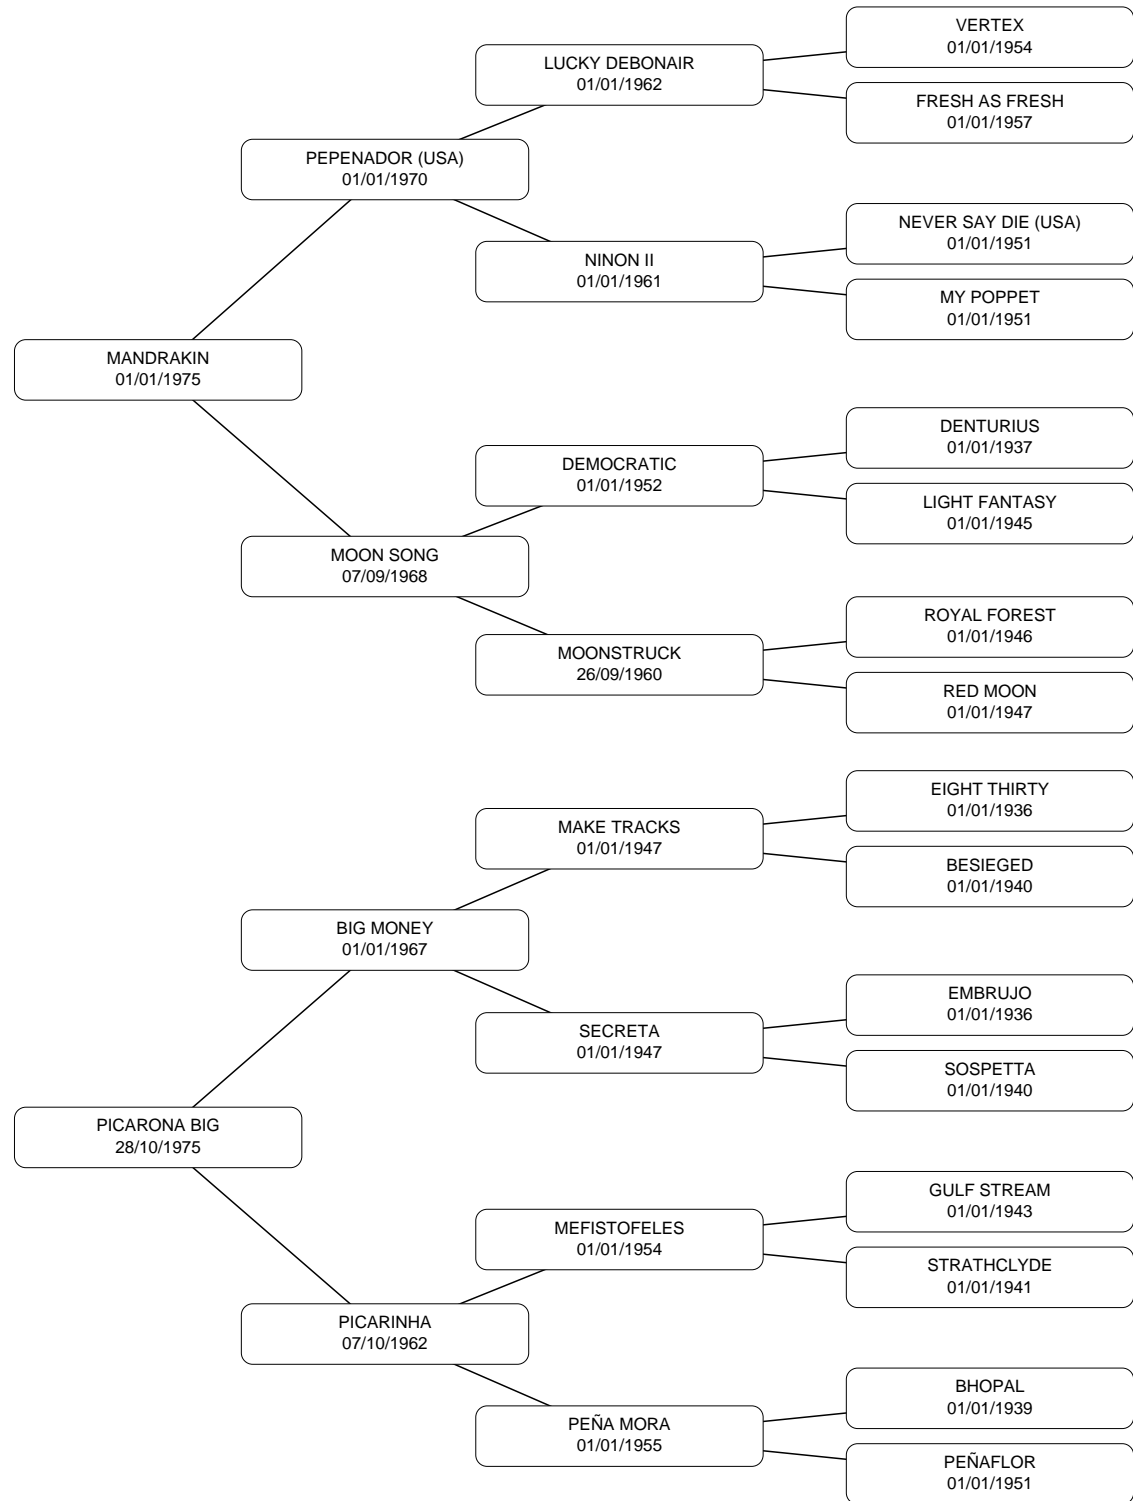 VERTEX
01/01/1954
LUCKY DEBONAIR
01/01/1962
FRESH AS FRESH
01/01/1957
PEPENADOR (USA)
01/01/1970
NEVER SAY DIE (USA)
01/01/1951
NINON II
01/01/1961
MY POPPET
01/01/1951
MANDRAKIN
01/01/1975
DENTURIUS
01/01/1937
DEMOCRATIC
01/01/1952
LIGHT FANTASY
01/01/1945
MOON SONG
07/09/1968
ROYAL FOREST
01/01/1946
MOONSTRUCK
26/09/1960
RED MOON
01/01/1947
EIGHT THIRTY
01/01/1936
MAKE TRACKS
01/01/1947
BESIEGED
01/01/1940
BIG MONEY
01/01/1967
EMBRUJO
01/01/1936
SECRETA
01/01/1947
SOSPETTA
01/01/1940
PICARONA BIG
28/10/1975
GULF STREAM
01/01/1943
MEFISTOFELES
01/01/1954
STRATHCLYDE
01/01/1941
PICARINHA
07/10/1962
BHOPAL
01/01/1939
PEÑA MORA
01/01/1955
PEÑAFLOR
01/01/1951